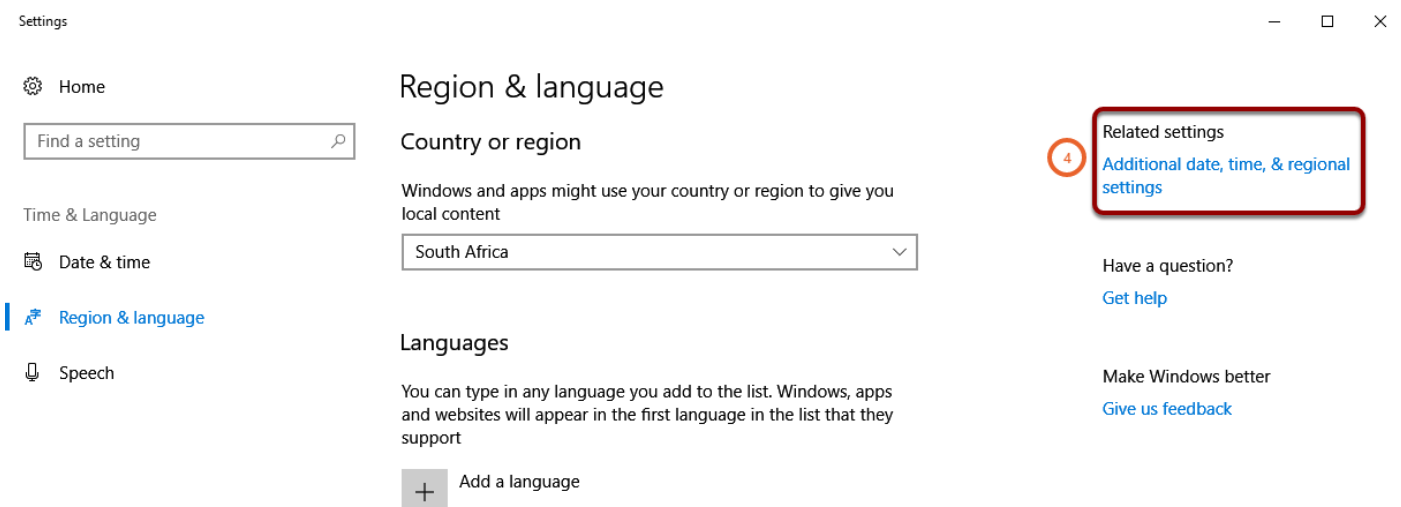 Settings
Home
Find a setting
Time & Language
Date & time
Region & language
Speech
Region & language
Country or region
Windows and apps might use your country or region to give you
local content
South Africa
Languages
You can type in any language you add to the list. Windows, apps
and websites will appear in the first language in the list that they
support
Add a language
4
Related settings
Additional date, time, & regional
settings
Have a question?
Get help
Make Windows better
Give us feedback